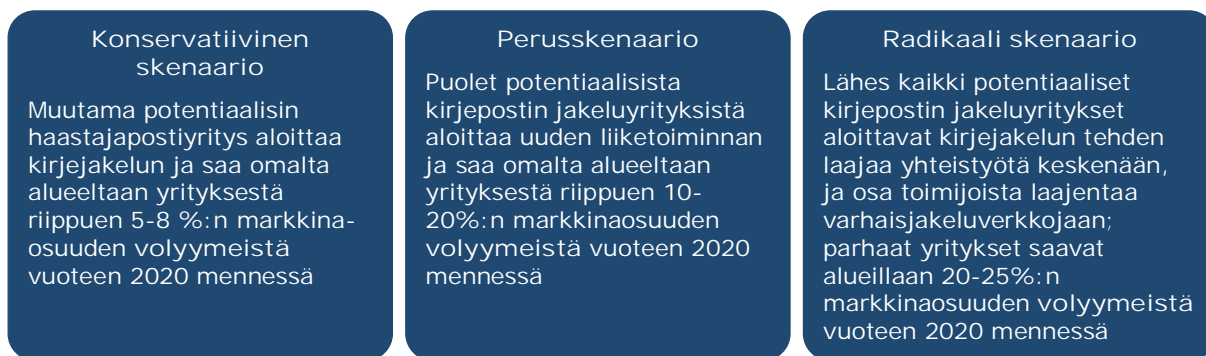 Konservatiivinen
skenaario
Muutama potentiaalisin
haastajapostiyritys aloittaa
kirjejakelun ja saa omalta
alueeltaan yrityksestä
riippuen 5-8 %:n markkina-
osuuden volyymeistä
vuoteen 2020 mennessä
Perusskenaario
Puolet potentiaalisista
kirjepostin jakeluyrityksistä
aloittaa uuden liiketoiminnan
ja saa omalta alueeltaan
yrityksestä riippuen 10-
20%:n markkinaosuuden
volyymeistä vuoteen 2020
mennessä
Radikaali skenaario
Lähes kaikki potentiaaliset
kirjepostin jakeluyritykset
aloittavat kirjejakelun tehden
laajaa yhteistyötä keskenään,
ja osa toimijoista laajentaa
varhaisjakeluverkkojaan;
parhaat yritykset saavat
alueillaan 20-25%:n
markkinaosuuden volyymeistä
vuoteen 2020 mennessä